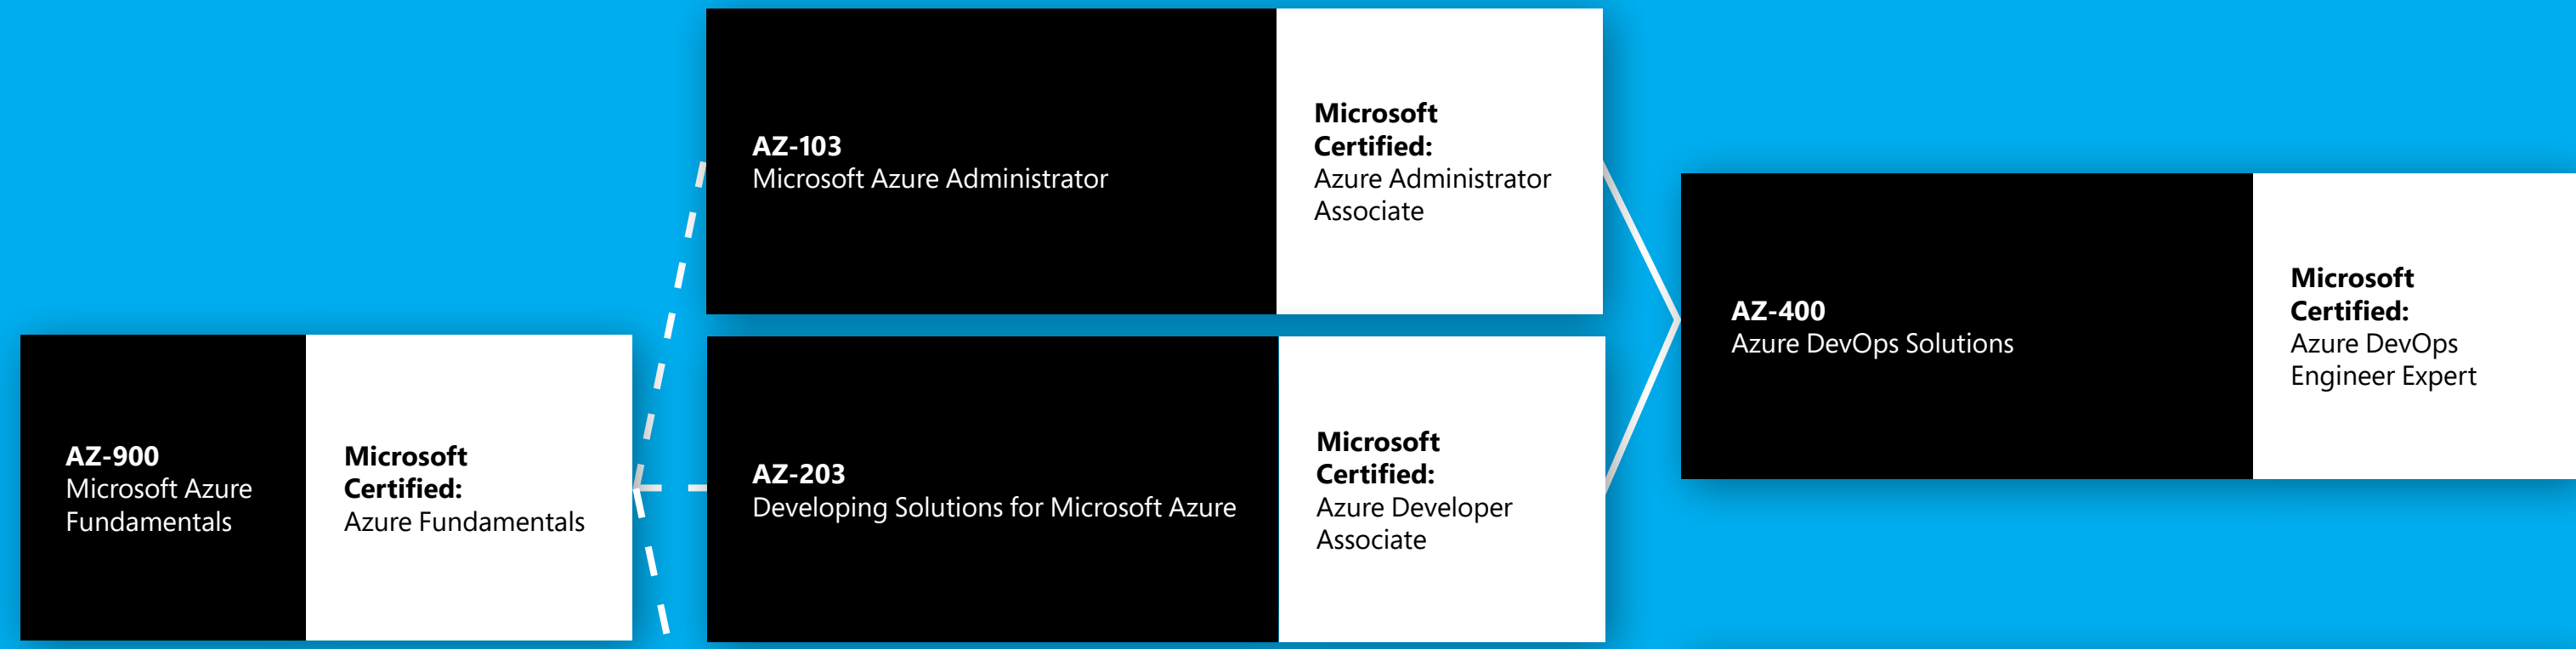 AZ-900
Microsoft Azure
Fundamentals
Microsoft
Certified:
Azure Fundamentals
AZ-103
Microsoft Azure Administrator
Microsoft
Certified:
Azure Administrator
Associate
AZ-203
Developing Solutions for Microsoft Azure
Microsoft
Certified:
Azure Developer
Associate
AZ-400
Azure DevOps Solutions
Microsoft
Certified:
Azure DevOps
Engineer Expert